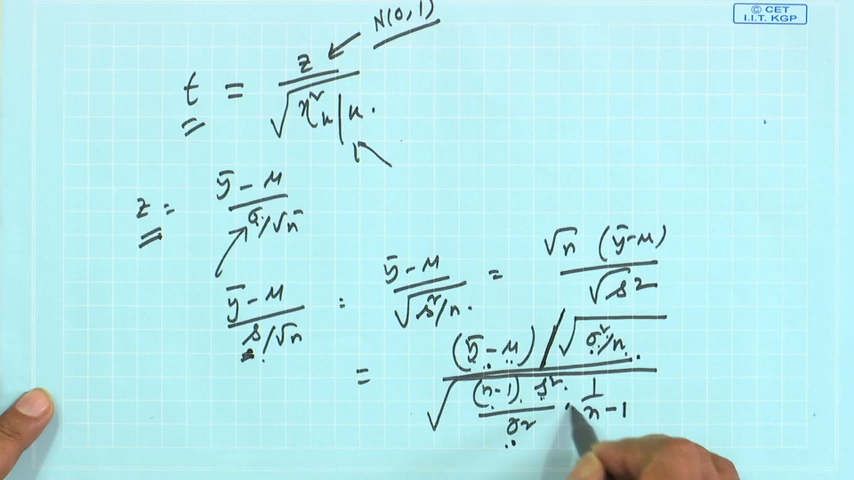 © CET
I.I.T. KGP
N(0,1)
t = z / √(χ²n | n.
z = ȳ - μ / σ/√n
ȳ - μ / s/√n = ȳ - μ / √(s²/n. = √n (ȳ-μ) / √s²
= (ȳ - μ) / √(σ²/n. / √((n-1) s² / σ² · 1/n-1